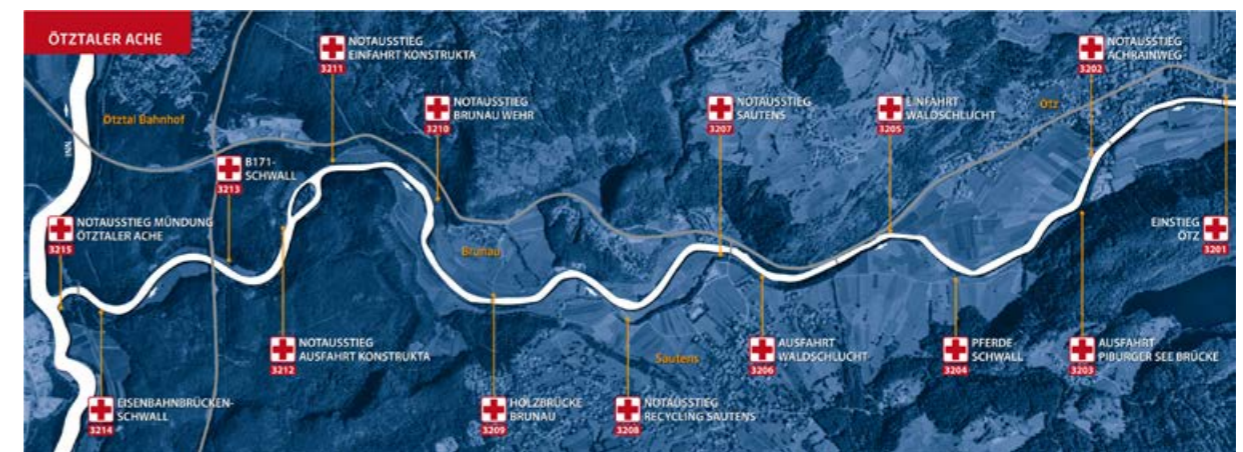 ÖTZTALER ACHE
NOTAUSSTIEG
EINFAHRT KONSTRUKTA
3211
NOTAUSSTIEG
ACHRAINWEG
3202
NOTAUSSTIEG
BRUNAU WEHR
3210
NOTAUSSTIEG
SAUTENS
3207
EINFAHRT
WALDSCHLUCHT
3205
Ötz
Ötztal Bahnhof
INN
B171-
SCHWALL
3213
NOTAUSSTIEG MÜNDUNG
ÖTZTALER ACHE
3215
Brunau
EINSTIEG
ÖTZ
3201
NOTAUSSTIEG
AUSFAHRT KONSTRUKTA
3212
Sautens
AUSFAHRT
WALDSCHLUCHT
3206
PFERDE
SCHWALL
3204
AUSFAHRT
PIBURGER SEE BRÜCKE
3203
EISENBAHNBRÜCKEN-
SCHWALL
3214
HOLZBRÜCKE
BRUNAU
3209
NOTAUSSTIEG
RECYCLING SAUTENS
3208